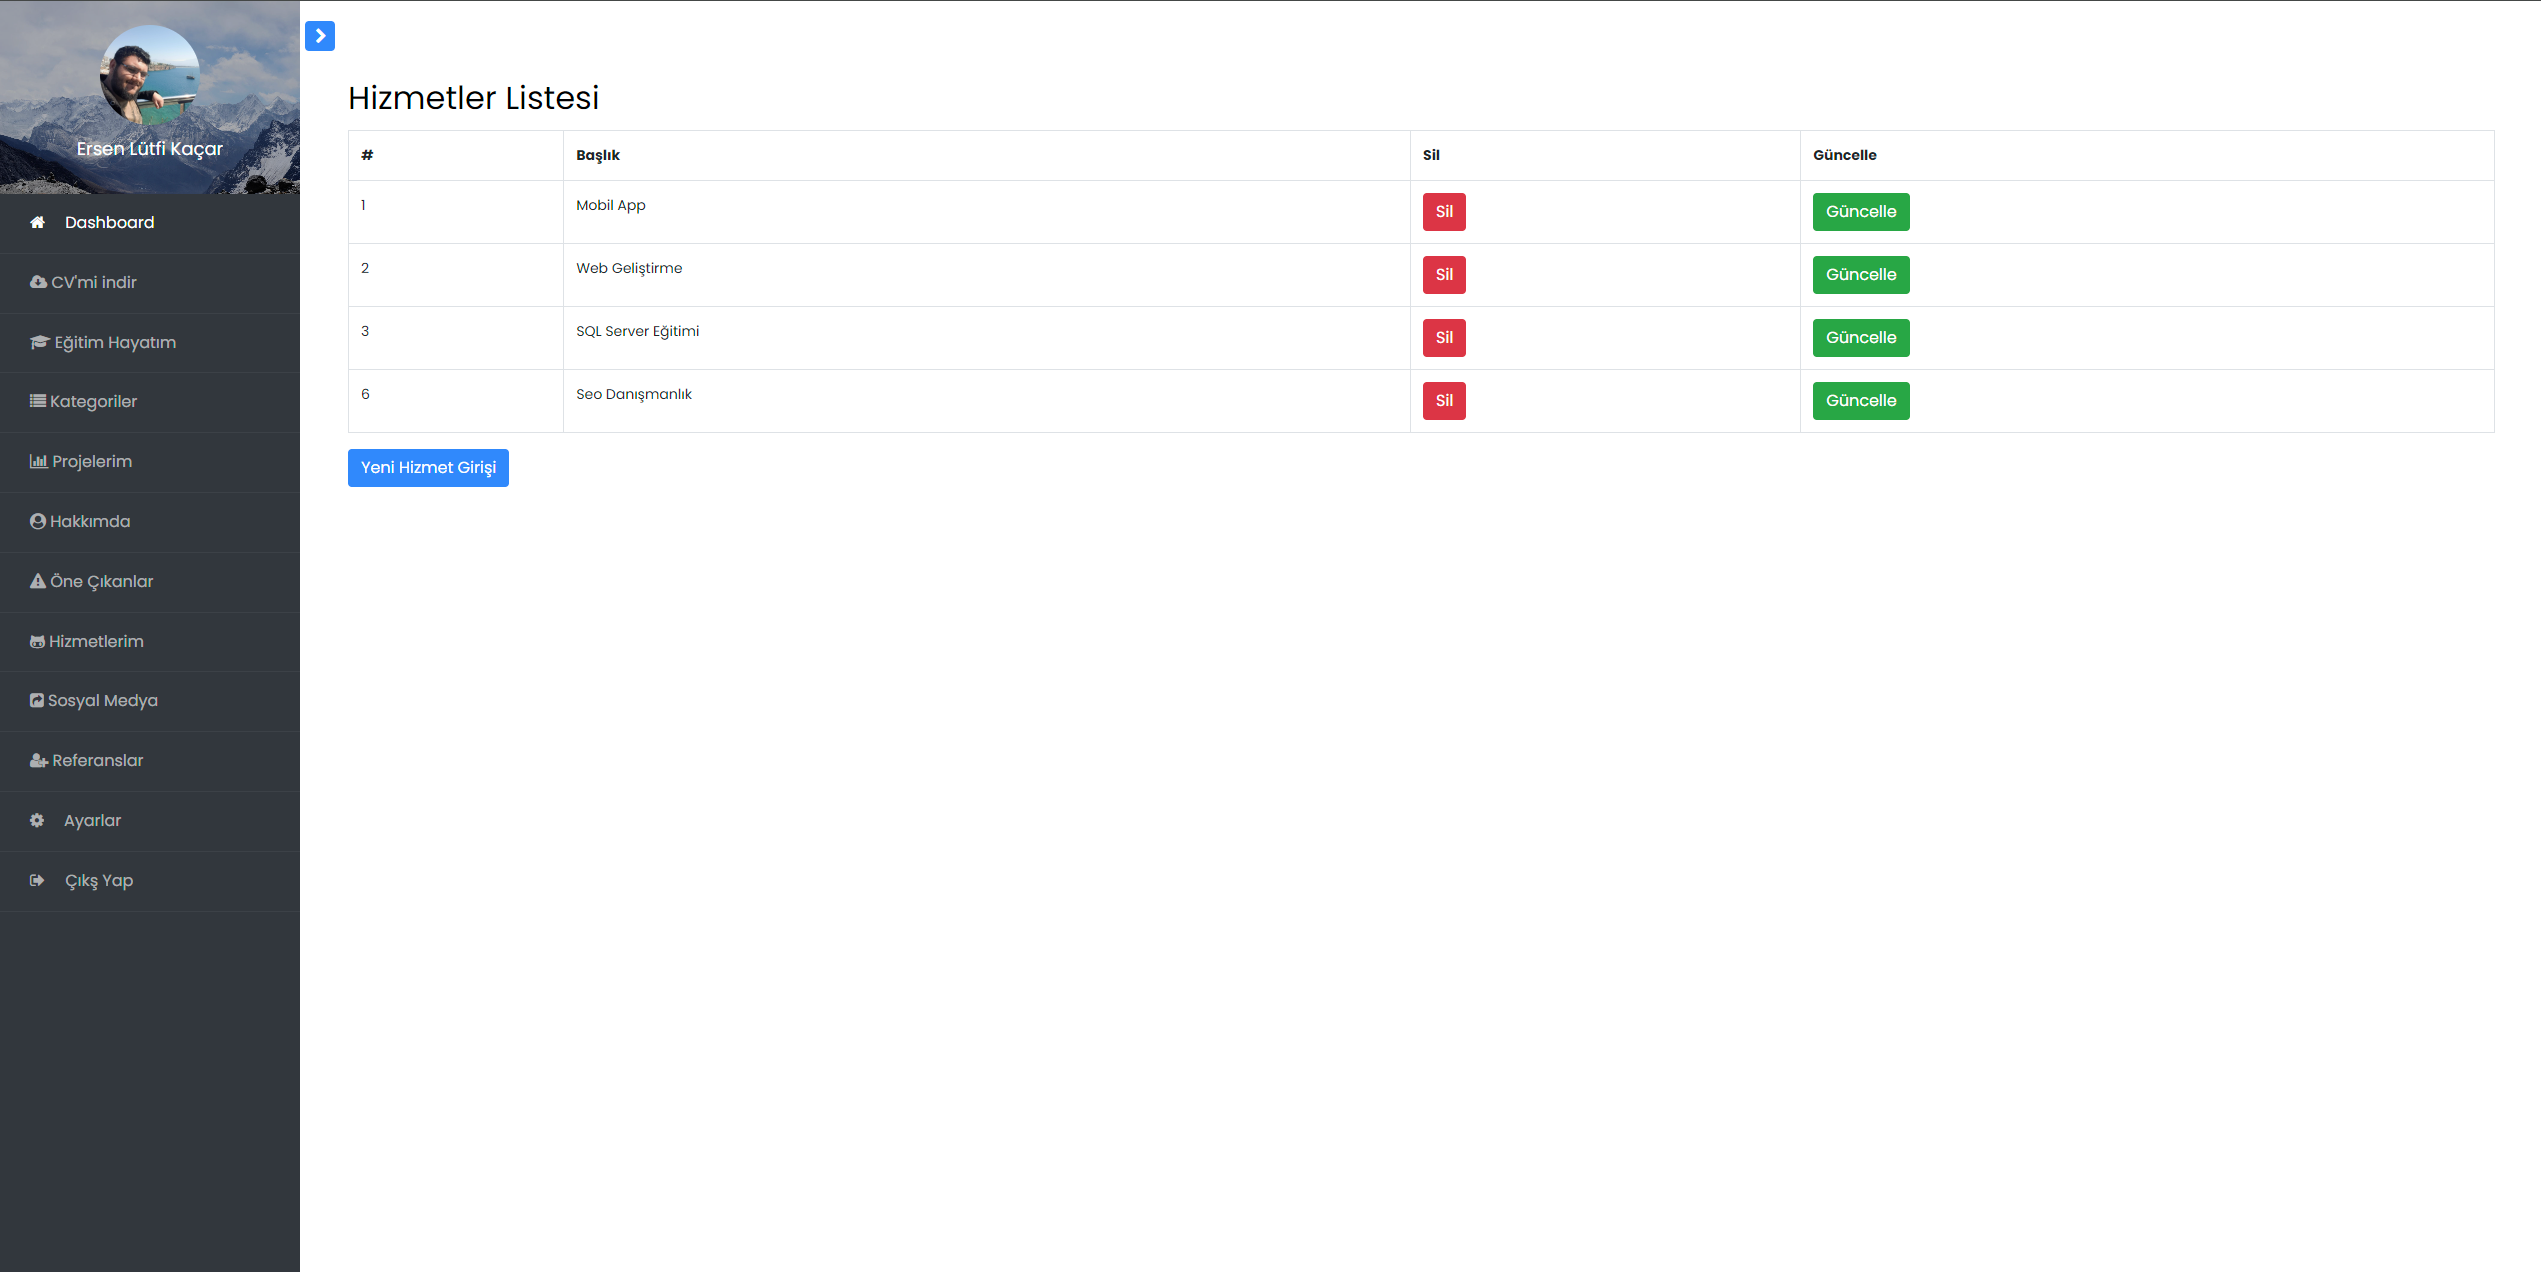 Ersen Lütfi Kaçar
Dashboard
CV'mi indir
Eğitim Hayatım
Kategoriler
Projelerim
Hakkımda
Öne Çıkanlar
Hizmetlerim
Sosyal Medya
Referanslar
Ayarlar
Çıkş Yap
Hizmetler Listesi
# Başlık Sil Güncelle
1 Mobil App Sil Güncelle
2 Web Geliştirme Sil Güncelle
3 SQL Server Eğitimi Sil Güncelle
6 Seo Danışmanlık Sil Güncelle
Yeni Hizmet Girişi